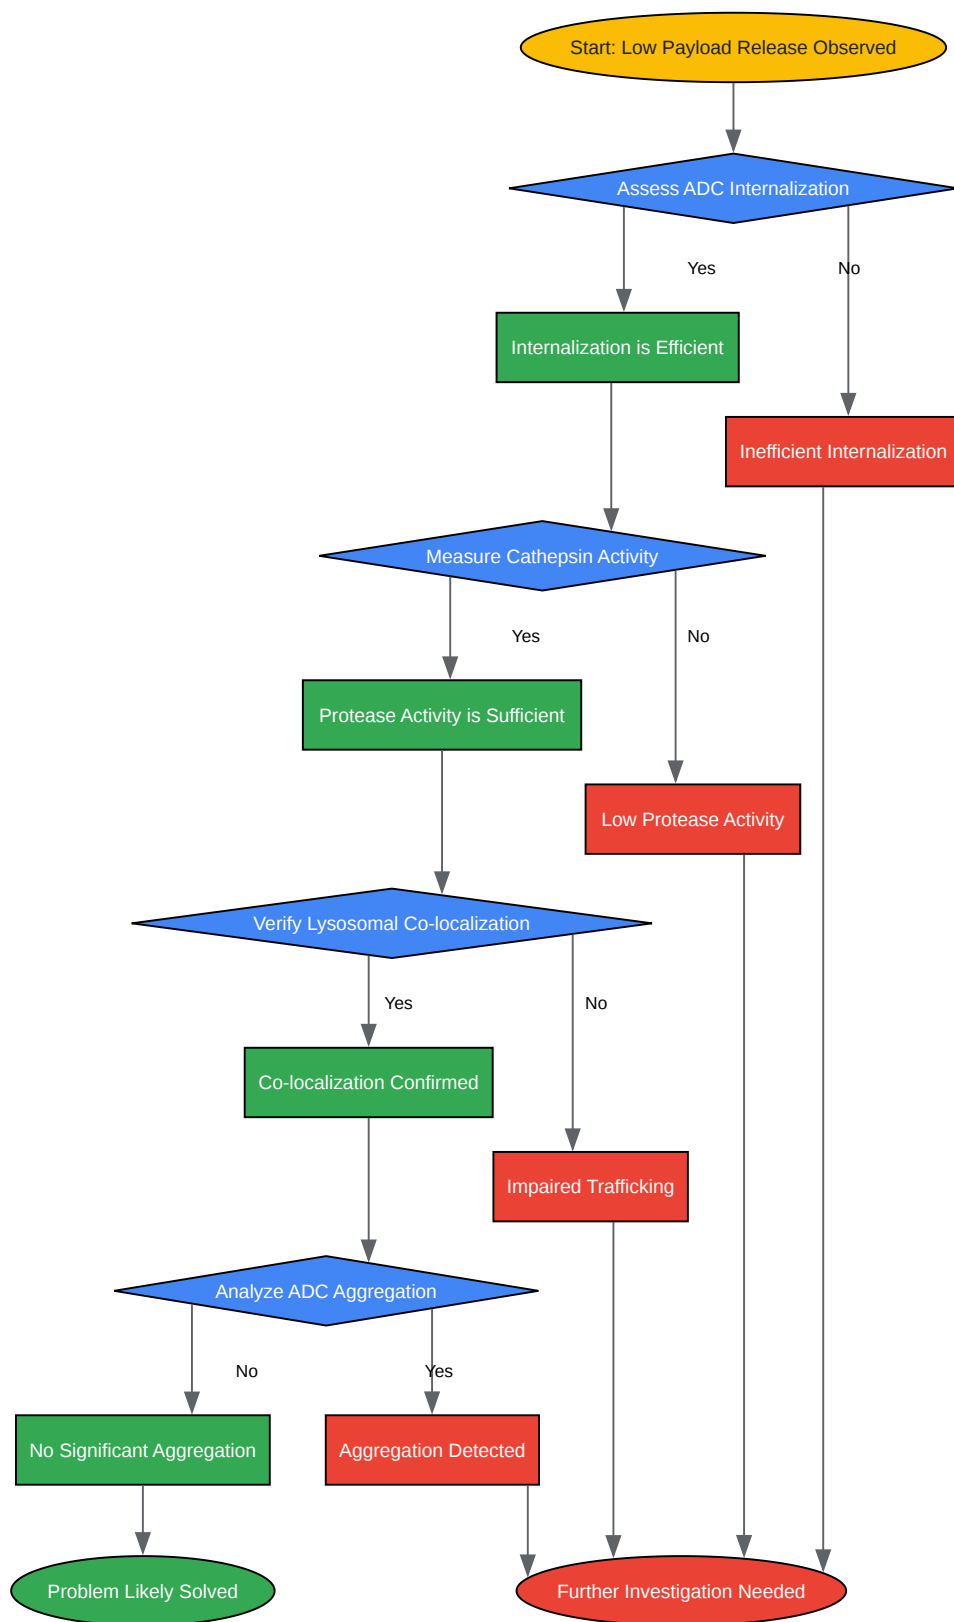 Start: Low Payload Release Observed
Assess ADC Internalization
Yes
No
Internalization is Efficient
Inefficient Internalization
Measure Cathepsin Activity
Yes
No
Protease Activity is Sufficient
Low Protease Activity
Verify Lysosomal Co-localization
Yes
No
Co-localization Confirmed
Impaired Trafficking
Analyze ADC Aggregation
No
Yes
No Significant Aggregation
Aggregation Detected
Problem Likely Solved
Further Investigation Needed